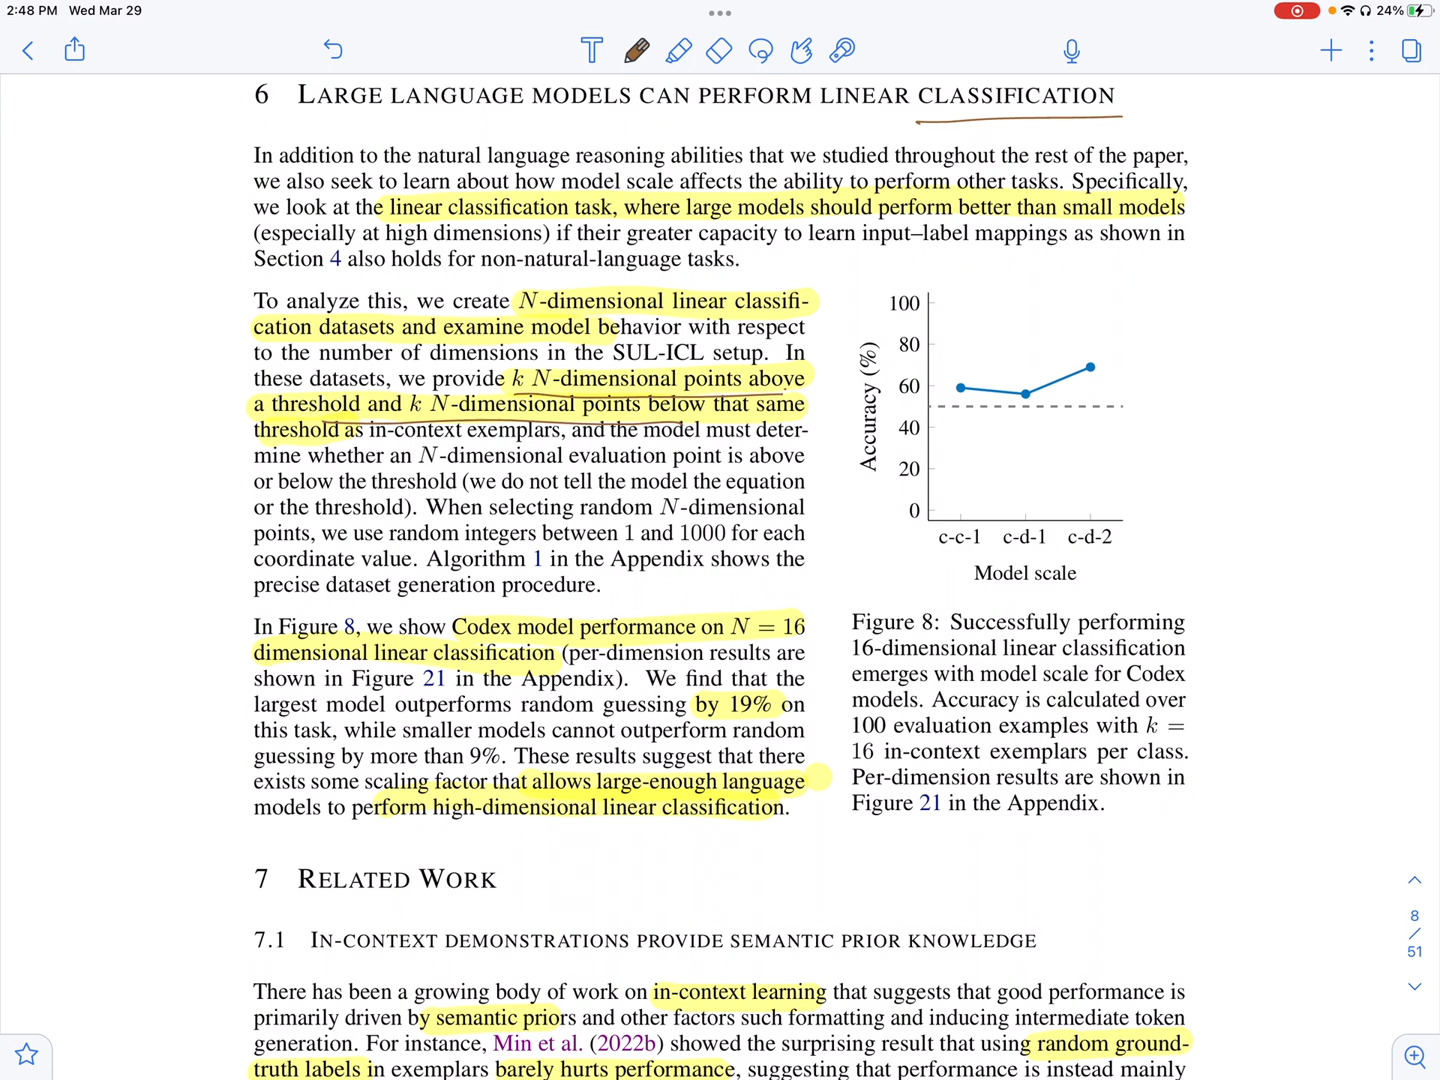 2:48 PM Wed Mar 29
24%
6 LARGE LANGUAGE MODELS CAN PERFORM LINEAR CLASSIFICATION
In addition to the natural language reasoning abilities that we studied throughout the rest of the paper,
we also seek to learn about how model scale affects the ability to perform other tasks. Specifically,
we look at the linear classification task, where large models should perform better than small models
(especially at high dimensions) if their greater capacity to learn input–label mappings as shown in
Section 4 also holds for non-natural-language tasks.
To analyze this, we create N-dimensional linear classifi-
cation datasets and examine model behavior with respect
to the number of dimensions in the SUL-ICL setup. In
these datasets, we provide k N-dimensional points above
a threshold and k N-dimensional points below that same
threshold as in-context exemplars, and the model must deter-
mine whether an N-dimensional evaluation point is above
or below the threshold (we do not tell the model the equation
or the threshold). When selecting random N-dimensional
points, we use random integers between 1 and 1000 for each
coordinate value. Algorithm 1 in the Appendix shows the
precise dataset generation procedure.
In Figure 8, we show Codex model performance on N = 16
dimensional linear classification (per-dimension results are
shown in Figure 21 in the Appendix). We find that the
largest model outperforms random guessing by 19% on
this task, while smaller models cannot outperform random
guessing by more than 9%. These results suggest that there
exists some scaling factor that allows large-enough language
models to perform high-dimensional linear classification.
Accuracy (%)
100
80
60
40
20
0
c-c-1 c-d-1 c-d-2
Model scale
Figure 8: Successfully performing
16-dimensional linear classification
emerges with model scale for Codex
models. Accuracy is calculated over
100 evaluation examples with k =
16 in-context exemplars per class.
Per-dimension results are shown in
Figure 21 in the Appendix.
7 RELATED WORK
7.1 IN-CONTEXT DEMONSTRATIONS PROVIDE SEMANTIC PRIOR KNOWLEDGE
There has been a growing body of work on in-context learning that suggests that good performance is
primarily driven by semantic priors and other factors such formatting and inducing intermediate token
generation. For instance, Min et al. (2022b) showed the surprising result that using random ground-
truth labels in exemplars barely hurts performance, suggesting that performance is instead mainly
8
/
51